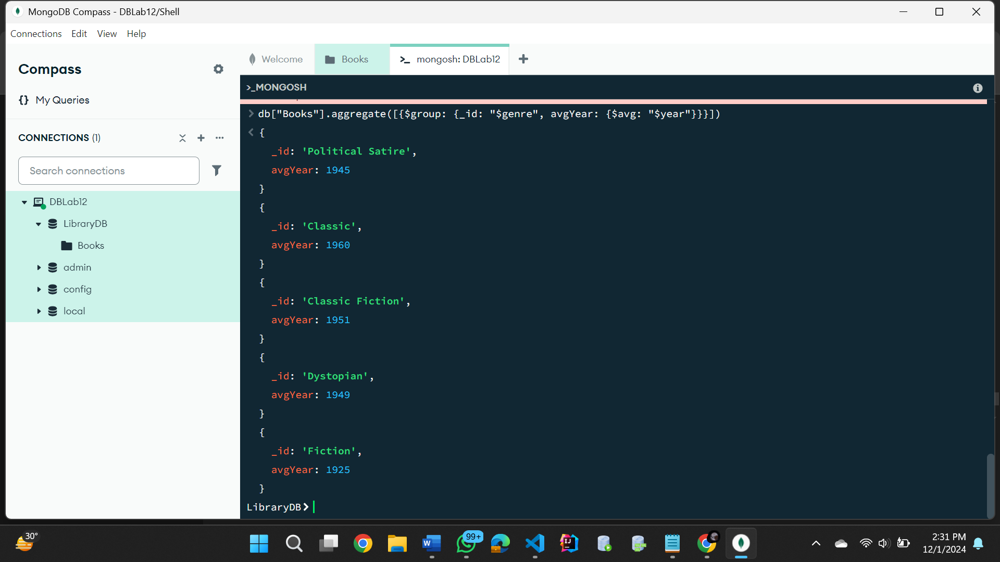 MongoDB Compass - DBLab12/Shell
Connections Edit View Help
Compass
My Queries
CONNECTIONS (1)
Search connections
DBLab12
LibraryDB
Books
admin
config
local
Welcome
Books
>_ mongosh: DBLab12
>_MONGOSH
> db["Books"].aggregate([{$group: {_id: "$genre", avgYear: {$avg: "$year"}}}])
< {
_id: 'Political Satire',
avgYear: 1945
}
{
_id: 'Classic',
avgYear: 1960
}
{
_id: 'Classic Fiction',
avgYear: 1951
}
{
_id: 'Dystopian',
avgYear: 1949
}
{
_id: 'Fiction',
avgYear: 1925
}
LibraryDB>
30°
W
99+
IJ
2:31 PM
12/1/2024